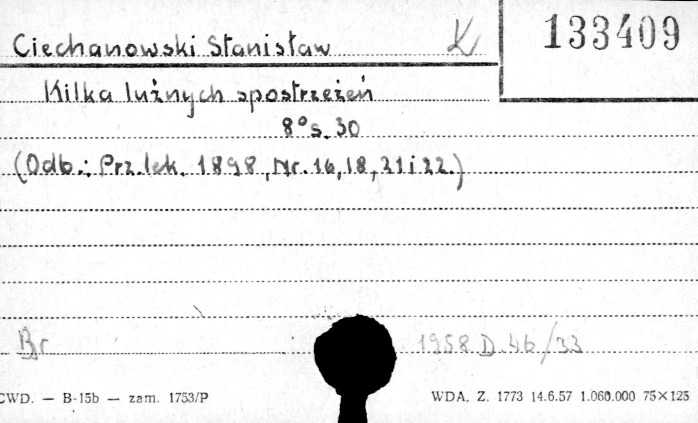 Ciechanowski Stanisław K 133409
Kilka luźnych spostrzeżeń
8° s. 30
(Odb.: Prz. lek. 1898, Nr. 16, 18, 21 i 22.)
Br 1958 D 46/33
CWD. — B-15b — zam. 1753/P WDA. Z. 1773 14.6.57 1.060.000 75×125